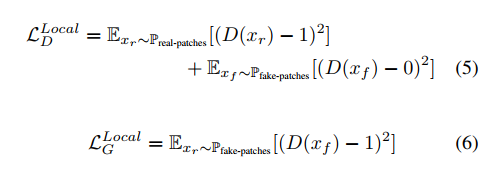 $\mathcal{L}_D^{Local} = \mathbb{E}_{x_r \sim \mathbb{P}_{\text{real-patches}}}[(D(x_r) - 1)^2]$
$+ \mathbb{E}_{x_f \sim \mathbb{P}_{\text{fake-patches}}}[(D(x_f) - 0)^2]$ (5)
$\mathcal{L}_G^{Local} = \mathbb{E}_{x_r \sim \mathbb{P}_{\text{fake-patches}}}[(D(x_f) - 1)^2]$ (6)